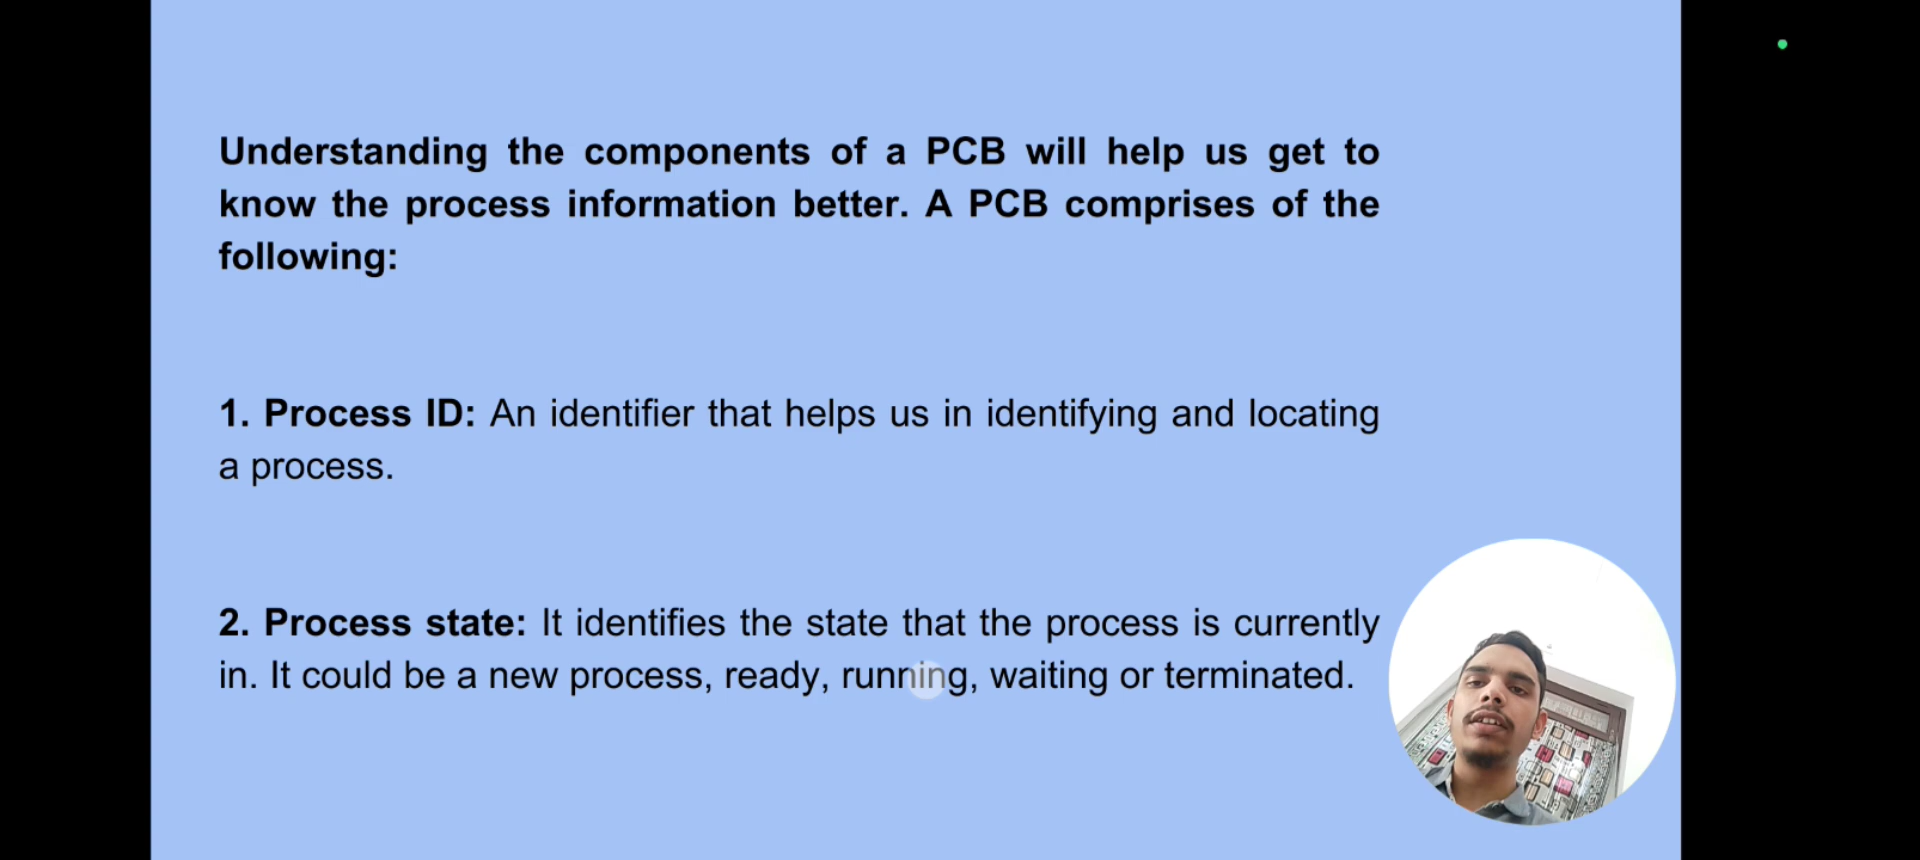 Understanding the components of a PCB will help us get to
know the process information better. A PCB comprises of the
following:
1. Process ID: An identifier that helps us in identifying and locating
a process.
2. Process state: It identifies the state that the process is currently
in. It could be a new process, ready, running, waiting or terminated.